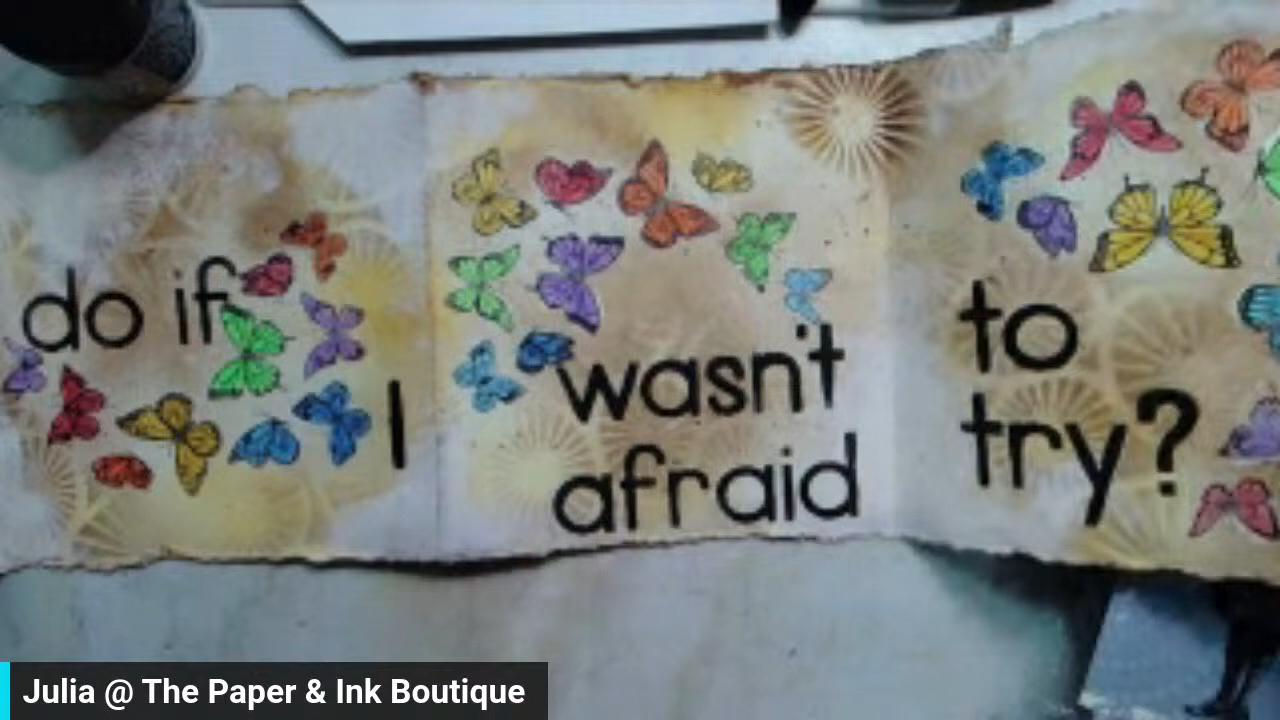 do if
I
wasn't
afraid
to
try?
Julia @ The Paper & Ink Boutique